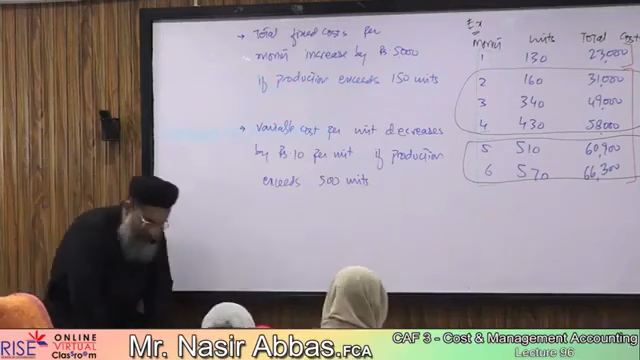 → Total fixed costs per
month increase by Rs 5000
if production exceeds 150 units
→ Variable cost per unit decreases
by Rs.10 per unit if production
exceeds 500 units
Ex
Month units Total Cost
1 130 23,000
2 160 31,000
3 340 49,000
4 430 58000
5 510 60,900
6 570 66,300
RISE ONLINE VIRTUAL Classroom
Mr. Nasir Abbas.FCA
CAF 3 - Cost & Management Accounting
Lecture 96